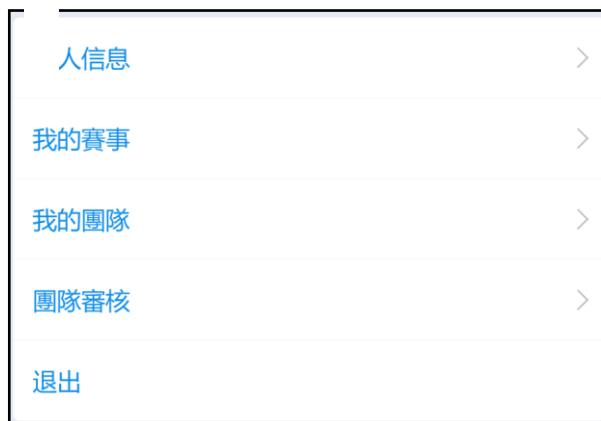 人信息
我的賽事
我的團隊
團隊審核
退出